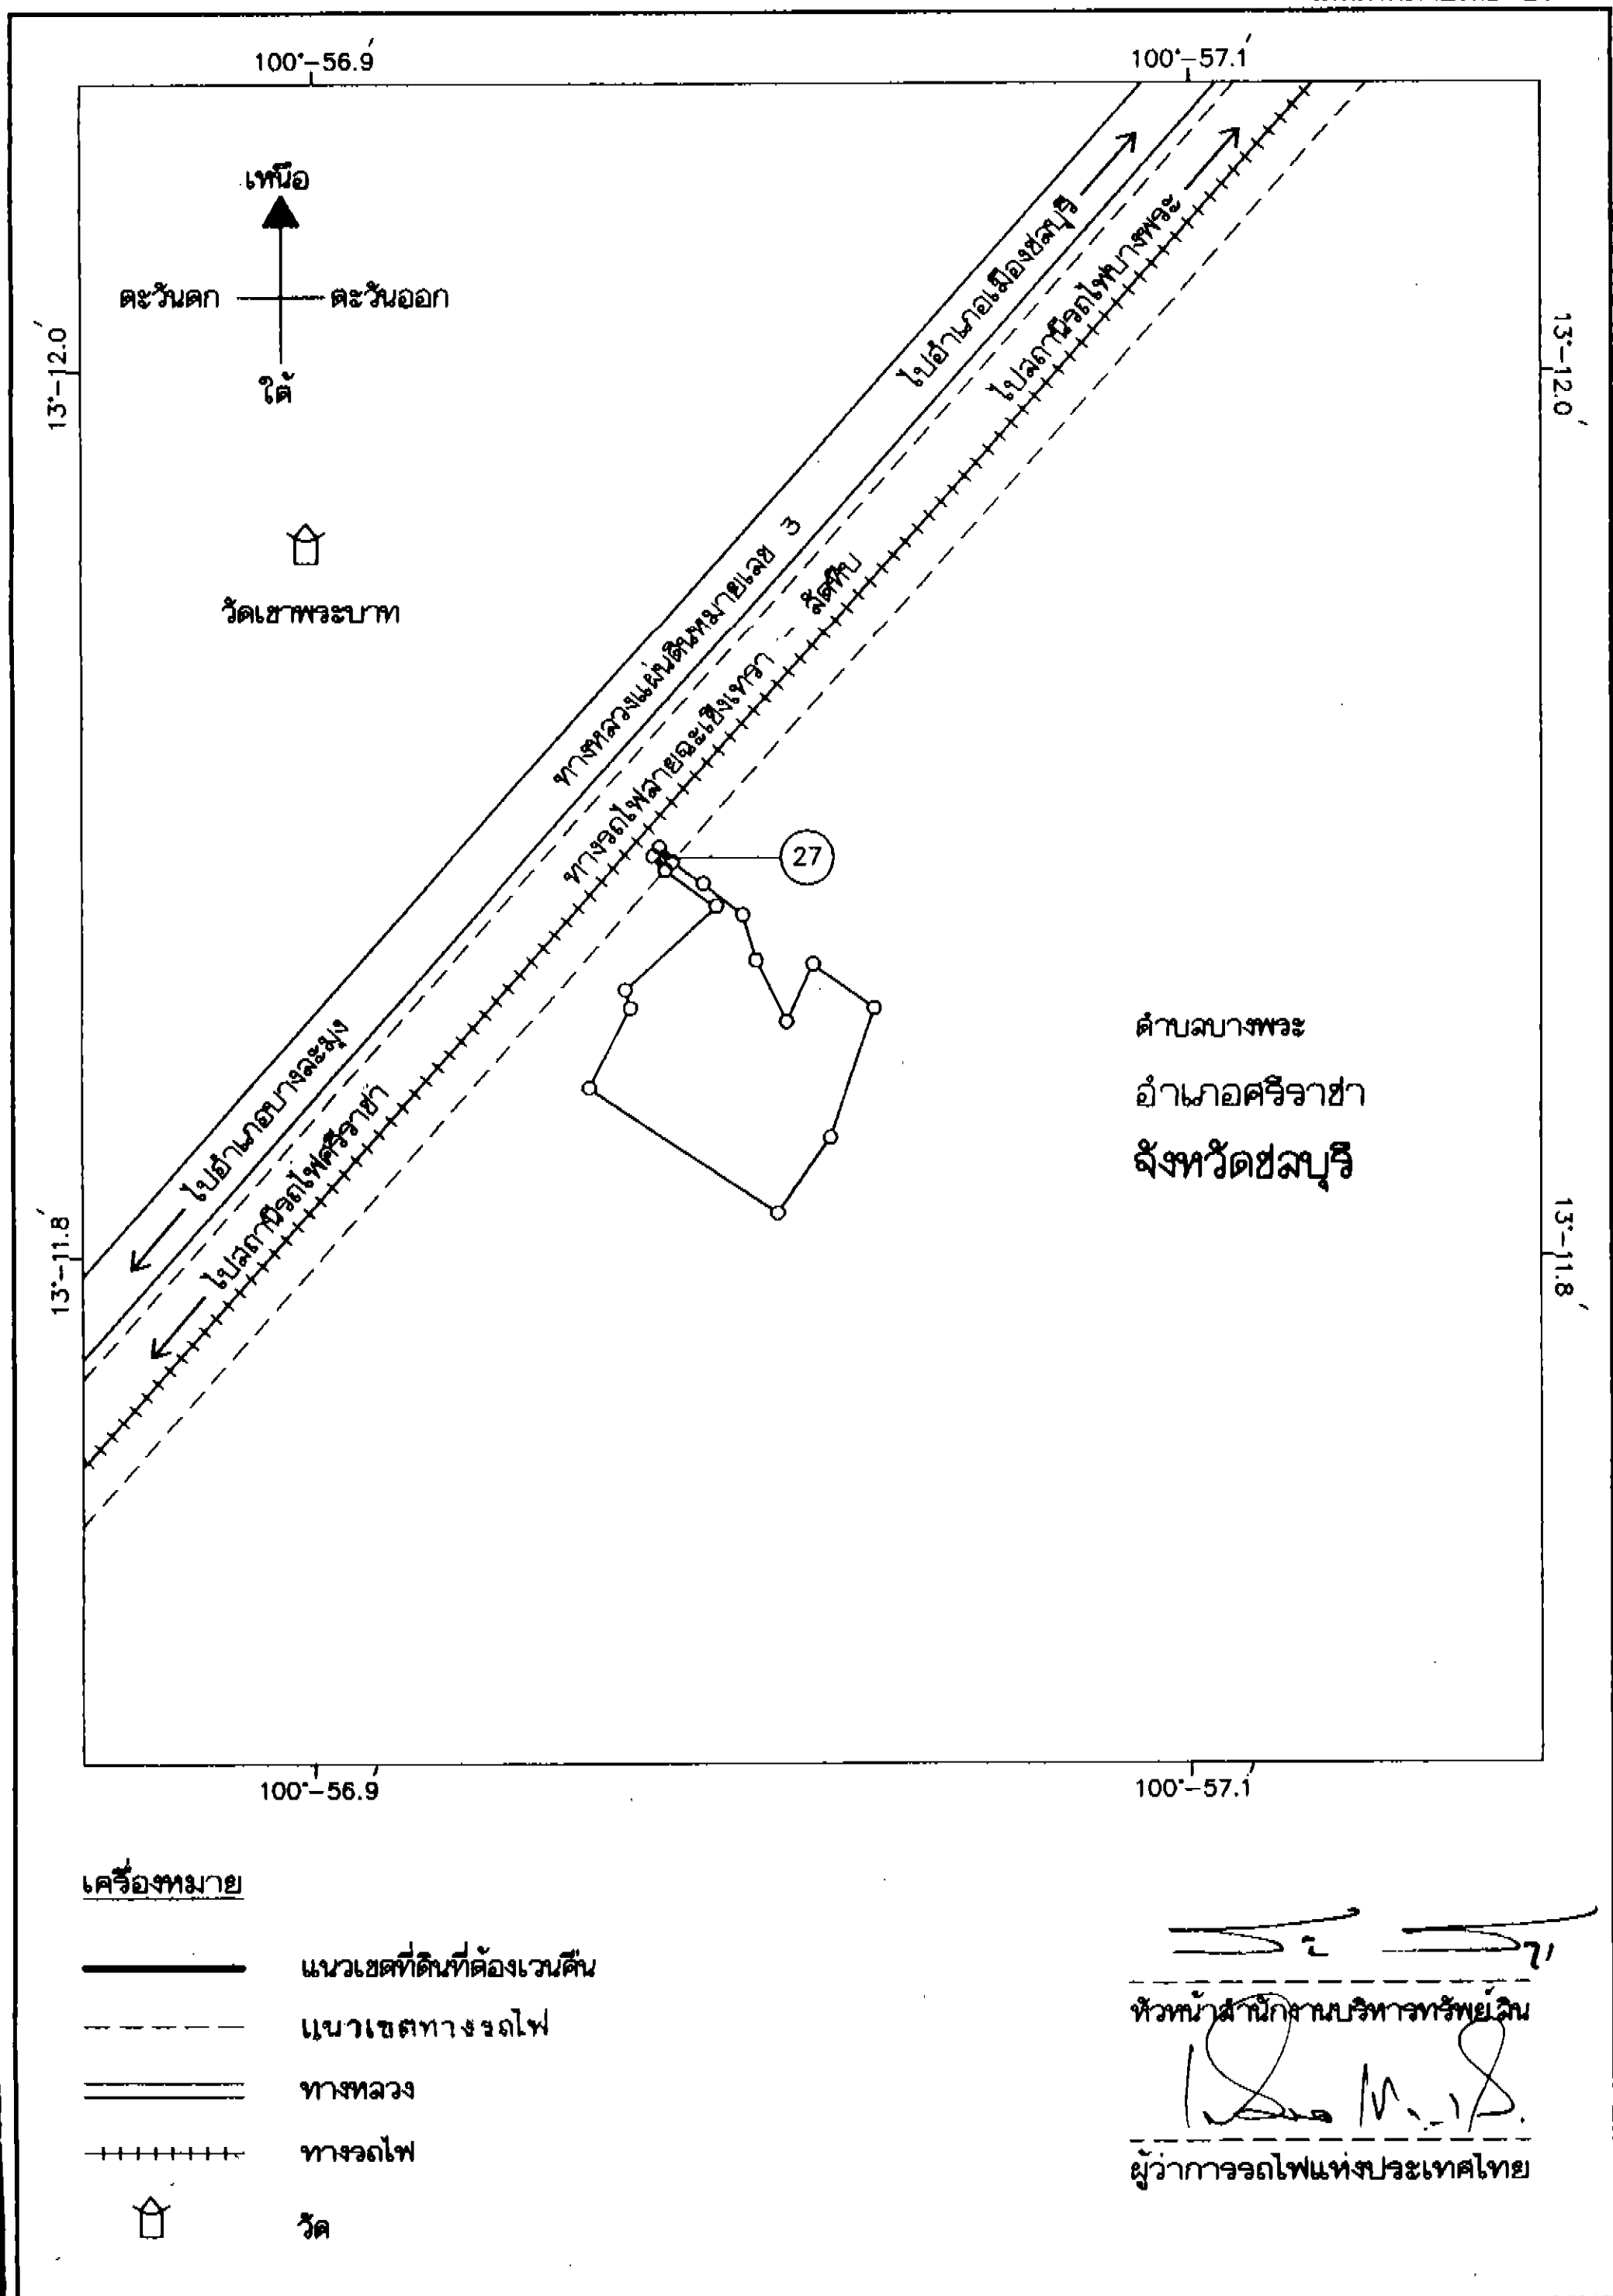 100°-56.9′
100°-57.1′
เหนือ
ตะวันตก
ตะวันออก
ใต้
13°-12.0′
13°-12.0′
ไปอำเภอเมืองชลบุรี
ไปสถานีรถไฟบางพระ
วัดเขาพระบาท
ทางหลวงแผ่นดินหมายเลข 3
ทางรถไฟสายฉะเชิงเทรา - สัตหีบ
27
ตำบลบางพระ
อำเภอศรีราชา
จังหวัดชลบุรี
ไปอำเภอบางละมุง
ไปสถานีรถไฟศรีราชา
13°-11.8′
13°-11.8′
100°-56.9′
100°-57.1′
เครื่องหมาย
แนวเขตที่ดินที่ต้องเวนคืน
แนวเขตทางรถไฟ
ทางหลวง
ทางรถไฟ
วัด
หัวหน้าสำนักงานบริหารทรัพย์สิน
ผู้ว่าการรถไฟแห่งประเทศไทย